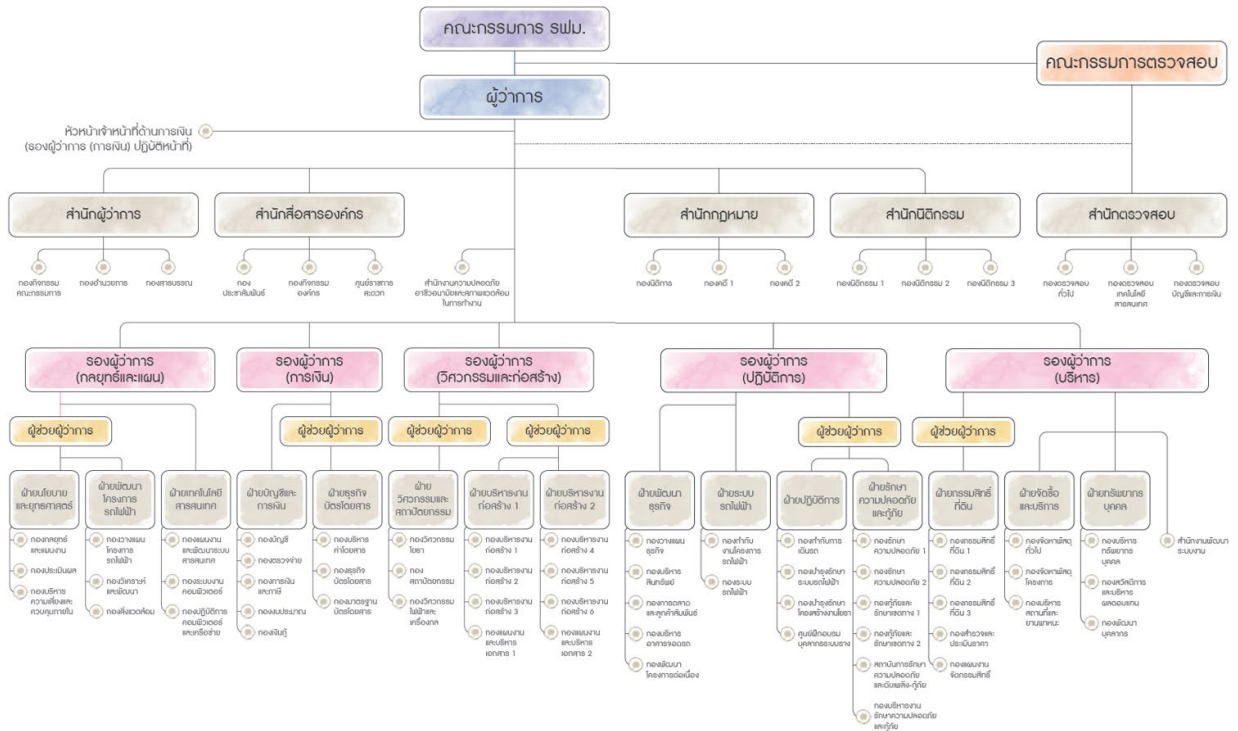 คณะกรรมการ รฟม.
คณะกรรมการตรวจสอบ
ผู้ว่าการ
หัวหน้าเจ้าหน้าที่ด้านการเงิน
(รองผู้ว่าการ (การเงิน) ปฏิบัติหน้าที่)
สำนักผู้ว่าการ
สำนักสื่อสารองค์กร
สำนักกฎหมาย
สำนักนิติกรรม
สำนักตรวจสอบ
กองกิจกรรม
คณะกรรมการ
กองอำนวยการ
กองสารบรรณ
กอง
ประชาสัมพันธ์
กองกิจกรรม
องค์กร
ศูนย์ราชการ
สะดวก
สำนักงานความปลอดภัย
อาชีวอนามัยและสภาพแวดล้อม
ในการทำงาน
กองนิติการ
กองคดี 1
กองคดี 2
กองนิติกรรม 1
กองนิติกรรม 2
กองนิติกรรม 3
กองตรวจสอบ
ทั่วไป
กองตรวจสอบ
เทคโนโลยี
สารสนเทศ
กองตรวจสอบ
บัญชีและการเงิน
รองผู้ว่าการ
(กลยุทธ์และแผน)
รองผู้ว่าการ
(การเงิน)
รองผู้ว่าการ
(วิศวกรรมและก่อสร้าง)
รองผู้ว่าการ
(ปฏิบัติการ)
รองผู้ว่าการ
(บริหาร)
ผู้ช่วยผู้ว่าการ
ผู้ช่วยผู้ว่าการ
ผู้ช่วยผู้ว่าการ
ผู้ช่วยผู้ว่าการ
ผู้ช่วยผู้ว่าการ
ผู้ช่วยผู้ว่าการ
ฝ่ายนโยบาย
และยุทธศาสตร์
กองกลยุทธ์
และแผนงาน
กองประเมินผล
กองบริหาร
ความเสี่ยงและ
ควบคุมภายใน
ฝ่ายพัฒนา
โครงการ
รถไฟฟ้า
กองวางแผน
โครงการ
รถไฟฟ้า
กองวิเคราะห์
และพัฒนา
กองสิ่งแวดล้อม
ฝ่ายเทคโนโลยี
สารสนเทศ
กองแผนงาน
และพัฒนาระบบ
สารสนเทศ
กองระบบงาน
คอมพิวเตอร์
กองปฏิบัติการ
คอมพิวเตอร์
และเครือข่าย
ฝ่ายบัญชีและ
การเงิน
กองบัญชี
กองตรวจจ่าย
กองการเงิน
และภาษี
กองงบประมาณ
กองเงินกู้
ฝ่ายธุรกิจ
บัตรโดยสาร
กองบริหาร
ค่าโดยสาร
กองธุรกิจ
บัตรโดยสาร
กองมาตรฐาน
บัตรโดยสาร
ฝ่าย
วิศวกรรมและ
สถาปัตยกรรม
กองวิศวกรรม
โยธา
กอง
สถาปัตยกรรม
กองวิศวกรรม
ไฟฟ้าและ
เครื่องกล
ฝ่ายบริหารงาน
ก่อสร้าง 1
กองบริหารงาน
ก่อสร้าง 1
กองบริหารงาน
ก่อสร้าง 2
กองบริหารงาน
ก่อสร้าง 3
กองแผนงาน
และบริหาร
เอกสาร 1
ฝ่ายบริหารงาน
ก่อสร้าง 2
กองบริหารงาน
ก่อสร้าง 4
กองบริหารงาน
ก่อสร้าง 5
กองบริหารงาน
ก่อสร้าง 6
กองแผนงาน
และบริหาร
เอกสาร 2
ฝ่ายพัฒนา
ธุรกิจ
กองวางแผน
ธุรกิจ
กองบริหาร
สินทรัพย์
กองการตลาด
และลูกค้าสัมพันธ์
กองบริหาร
อาคารจอดรถ
กองพัฒนา
โครงการต่อเนื่อง
ฝ่ายระบบ
รถไฟฟ้า
กองกำกับ
งานโครงการ
รถไฟฟ้า
กองระบบ
รถไฟฟ้า
ฝ่ายปฏิบัติการ
กองกำกับการ
เดินรถ
กองบำรุงรักษา
ระบบรถไฟฟ้า
กองบำรุงรักษา
โครงสร้างงานโยธา
ศูนย์ฝึกอบรม
บุคลากรระบบราง
ฝ่ายรักษา
ความปลอดภัย
และกู้ภัย
กองรักษา
ความปลอดภัย 1
กองรักษา
ความปลอดภัย 2
กองกู้ภัยและ
รักษาเขตทาง 1
กองกู้ภัยและ
รักษาเขตทาง 2
สถาบันการรักษา
ความปลอดภัย
และดับเพลิง-กู้ภัย
กองบริหารงาน
รักษาความปลอดภัย
และกู้ภัย
ฝ่ายกรรมสิทธิ์
ที่ดิน
กองกรรมสิทธิ์
ที่ดิน 1
กองกรรมสิทธิ์
ที่ดิน 2
กองกรรมสิทธิ์
ที่ดิน 3
กองสำรวจและ
ประเมินราคา
กองแผนงาน
จัดกรรมสิทธิ์
ฝ่ายจัดซื้อ
และบริการ
กองจัดหาพัสดุ
ทั่วไป
กองจัดหาพัสดุ
โครงการ
กองบริหาร
สถานที่และ
ยานพาหนะ
ฝ่ายทรัพยากร
บุคคล
กองบริหาร
ทรัพยากร
บุคคล
กองสวัสดิการ
และบริหาร
ผลตอบแทน
กองพัฒนา
บุคลากร
สำนักงานพัฒนา
ระบบงาน